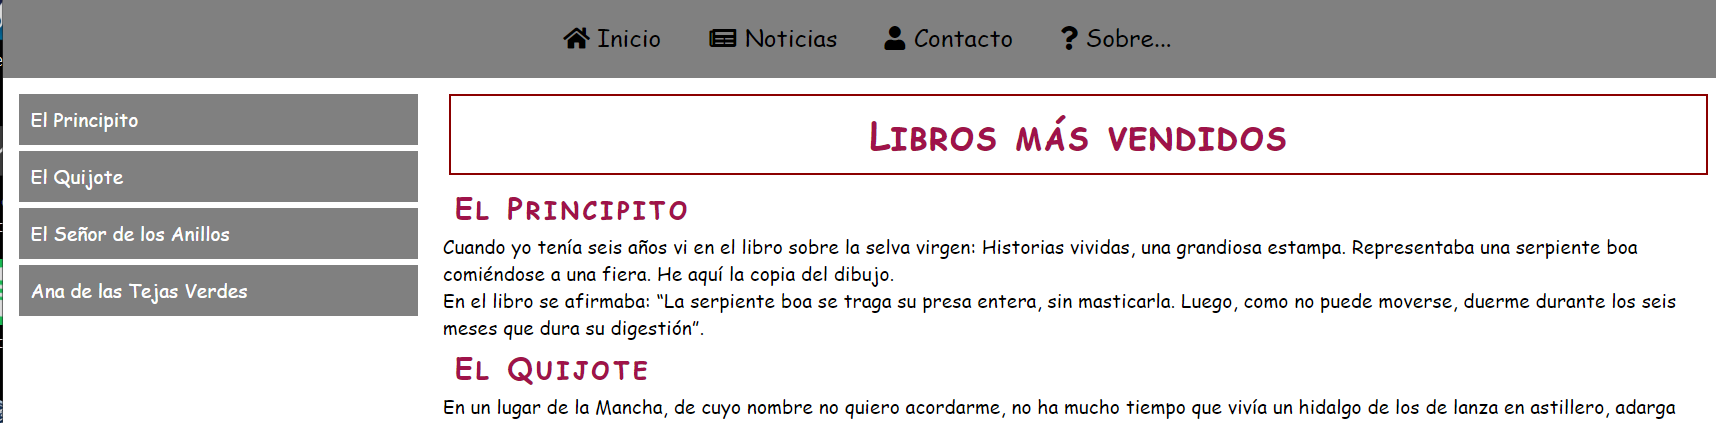 Inicio Noticias Contacto Sobre...
El Principito
El Quijote
El Señor de los Anillos
Ana de las Tejas Verdes
Libros más vendidos
El Principito
Cuando yo tenía seis años vi en el libro sobre la selva virgen: Historias vividas, una grandiosa estampa. Representaba una serpiente boa
comiéndose a una fiera. He aquí la copia del dibujo.
En el libro se afirmaba: “La serpiente boa se traga su presa entera, sin masticarla. Luego, como no puede moverse, duerme durante los seis
meses que dura su digestión”.
El Quijote
En un lugar de la Mancha, de cuyo nombre no quiero acordarme, no ha mucho tiempo que vivía un hidalgo de los de lanza en astillero, adarga